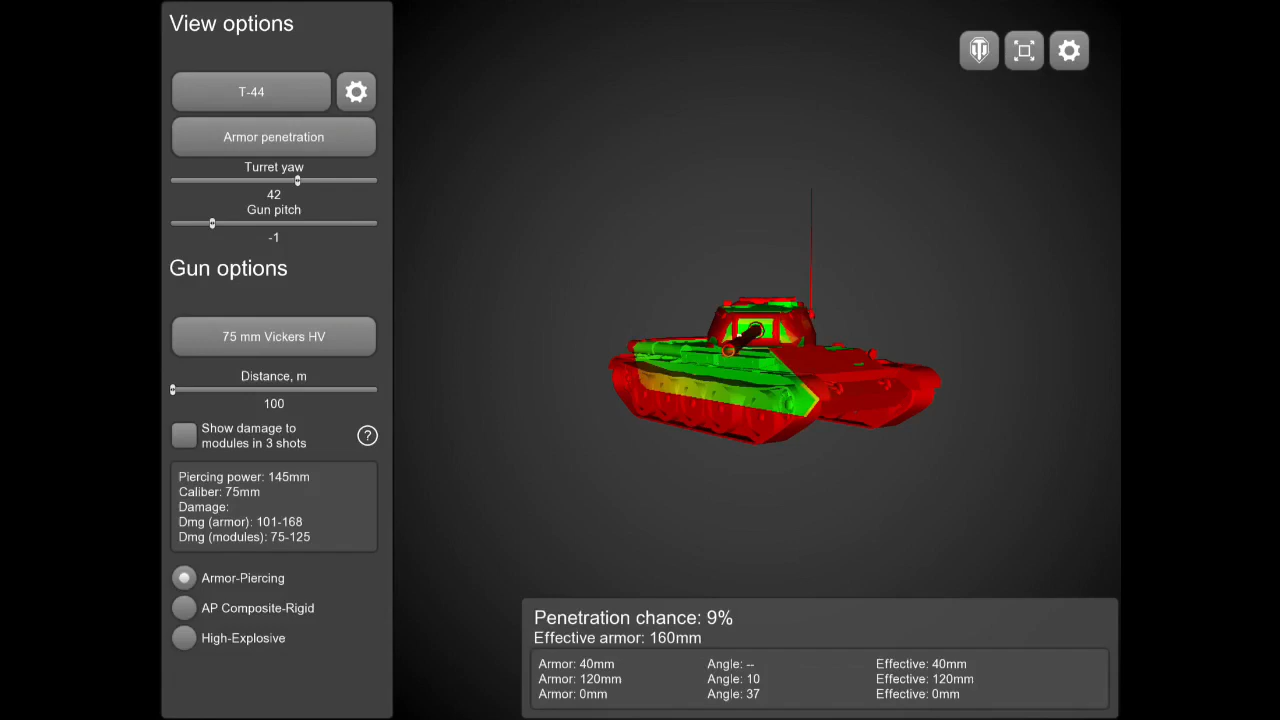 View options
T-44
Armor penetration
Turret yaw
42
Gun pitch
-1
Gun options
75 mm Vickers HV
Distance, m
100
Show damage to
modules in 3 shots
?
Piercing power: 145mm
Caliber: 75mm
Damage:
Dmg (armor): 101-168
Dmg (modules): 75-125
Armor-Piercing
AP Composite-Rigid
High-Explosive
Penetration chance: 9%
Effective armor: 160mm
Armor: 40mm Angle: -- Effective: 40mm
Armor: 120mm Angle: 10 Effective: 120mm
Armor: 0mm Angle: 37 Effective: 0mm